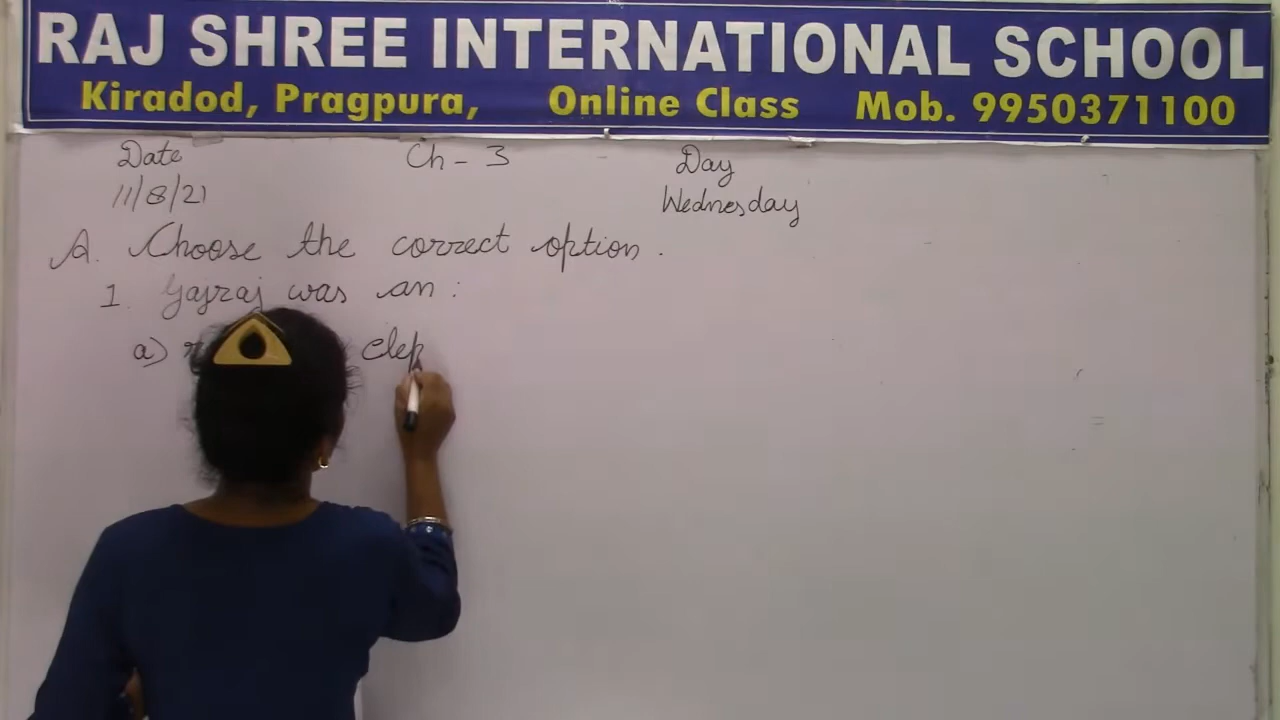 RAJ SHREE INTERNATIONAL SCHOOL
Kiradod, Pragpura, Online Class Mob. 9950371100
Date Ch - 3 Day
11/8/21 Wednesday
A. Choose the correct option.
1. Gajraj was an :
a) elep